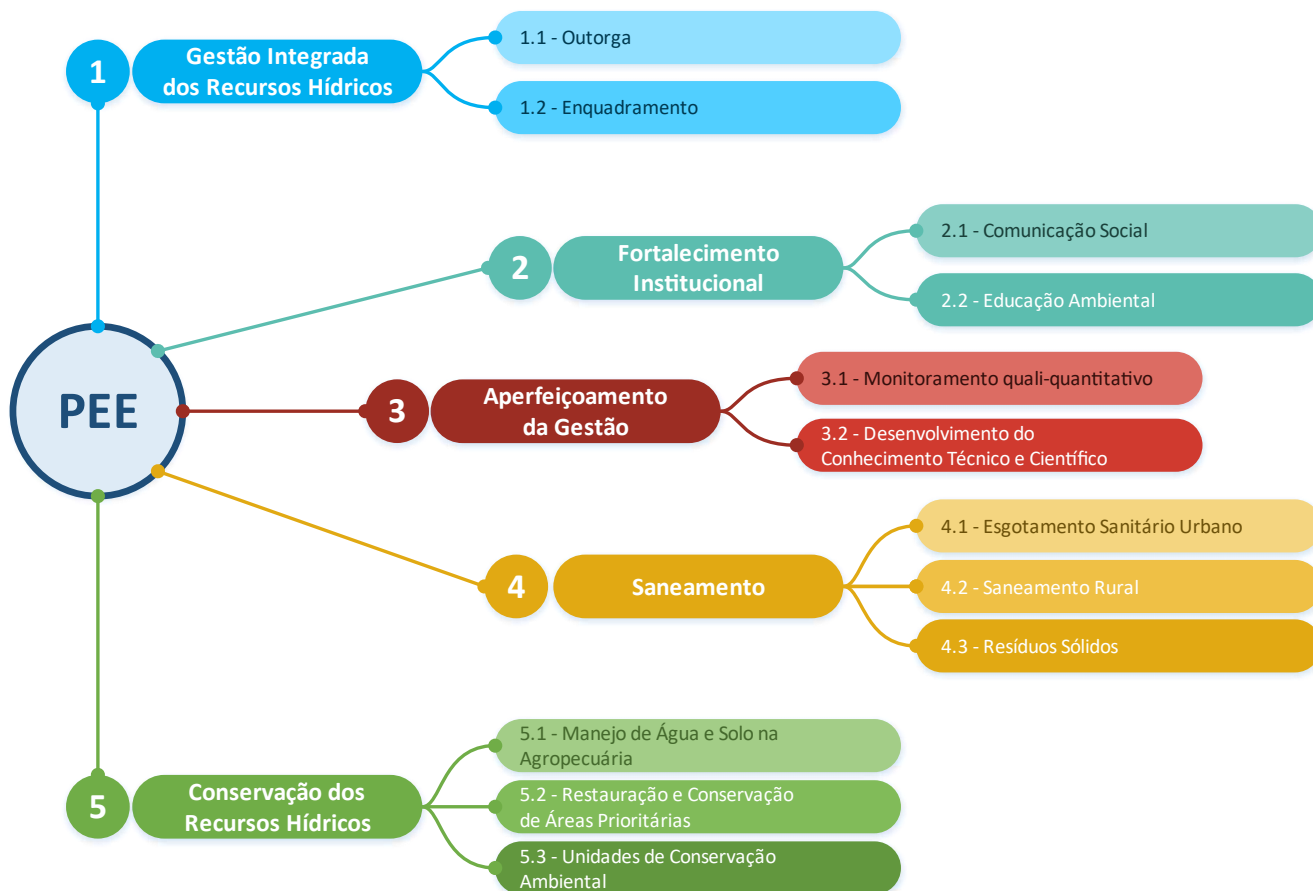 PEE
1
Gestão Integrada
dos Recursos Hídricos
1.1 - Outorga
1.2 - Enquadramento
2
Fortalecimento
Institucional
2.1 - Comunicação Social
2.2 - Educação Ambiental
3
Aperfeiçoamento
da Gestão
3.1 - Monitoramento quali-quantitativo
3.2 - Desenvolvimento do
Conhecimento Técnico e Científico
4
Saneamento
4.1 - Esgotamento Sanitário Urbano
4.2 - Saneamento Rural
4.3 - Resíduos Sólidos
5
Conservação dos
Recursos Hídricos
5.1 - Manejo de Água e Solo na
Agropecuária
5.2 - Restauração e Conservação
de Áreas Prioritárias
5.3 - Unidades de Conservação
Ambiental